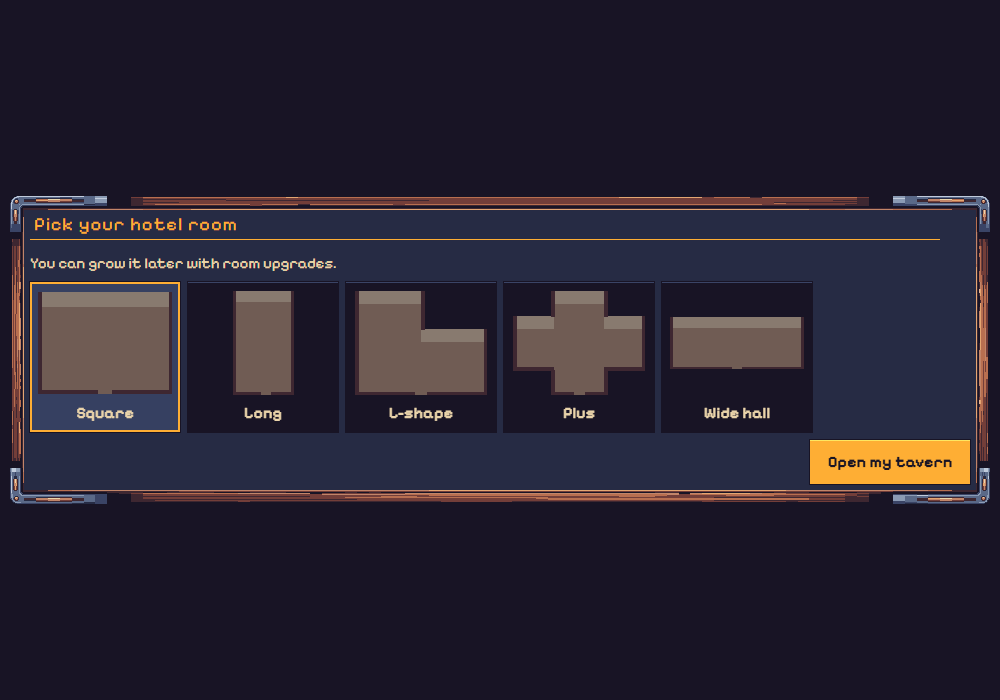 Pick your hotel room
You can grow it later with room upgrades.
Square
Long
L-shape
Plus
Wide hall
Open my tavern